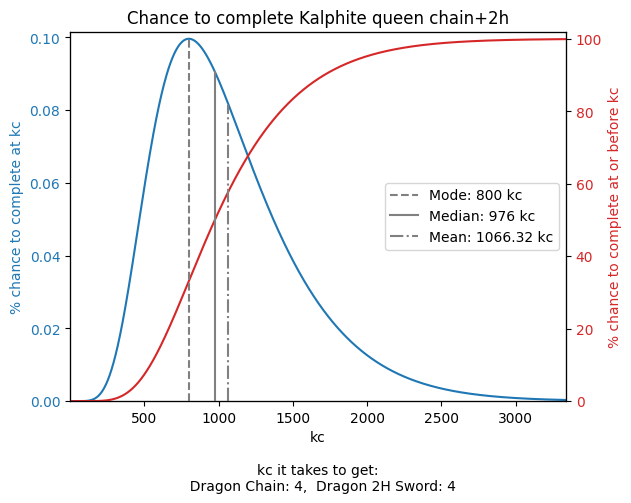 Chance to complete Kalphite queen chain+2h
% chance to complete at kc
0.10
0.08
0.06
0.04
0.02
0.00
100
80
60
40
20
0
% chance to complete at or before kc
Mode: 800 kc
Median: 976 kc
Mean: 1066.32 kc
500 1000 1500 2000 2500 3000
kc
kc it takes to get:
Dragon Chain: 4,  Dragon 2H Sword: 4